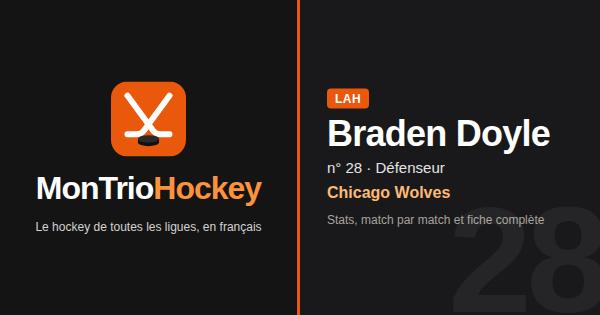 MonTrioHockey
Le hockey de toutes les ligues, en français
LAH
Braden Doyle
n° 28 · Défenseur
Chicago Wolves
Stats, match par match et fiche complète
28